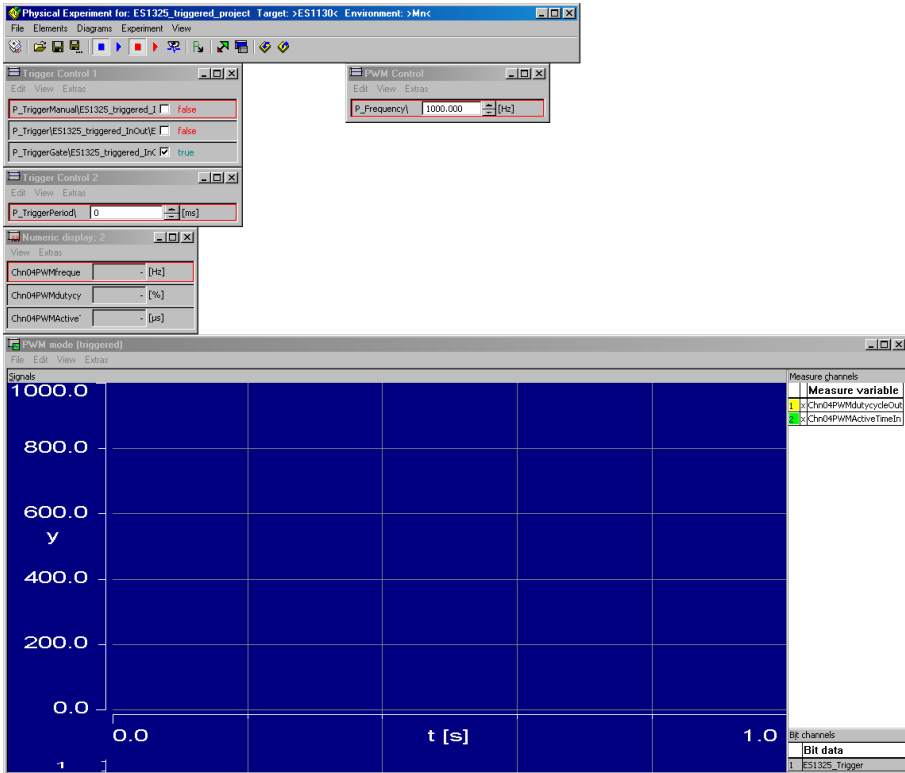 Physical Experiment for: ES1325_triggered_project Target: >ES1130< Environment: >Mn<
File Elements Diagrams Experiment View
Trigger Control 1
Edit View Extras
P_TriggerManual\ES1325_triggered_I false
P_Trigger\ES1325_triggered_InOut\E false
P_TriggerGate\ES1325_triggered_InC true
PWM Control
Edit View Extras
P_Frequency\ 1000.000 [Hz]
Trigger Control 2
Edit View Extras
P_TriggerPeriod\ 0 [ms]
Numeric display; 2
View Extras
Chn04PWMfreque - [Hz]
Chn04PWMdutycy - [%]
Chn04PWMActive - [µs]
PWM mode (triggered)
File Edit View Extras
Signals
1000.0
800.0
600.0
y
400.0
200.0
0.0
0.0 t [s] 1.0
1
Measure channels
Measure variable
1 x Chn04PWMdutycycleOut
2 x Chn04PWMActiveTimeIn
Bit channels
Bit data
1 ES1325_Trigger